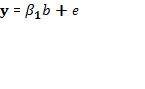 y = β₁b + e